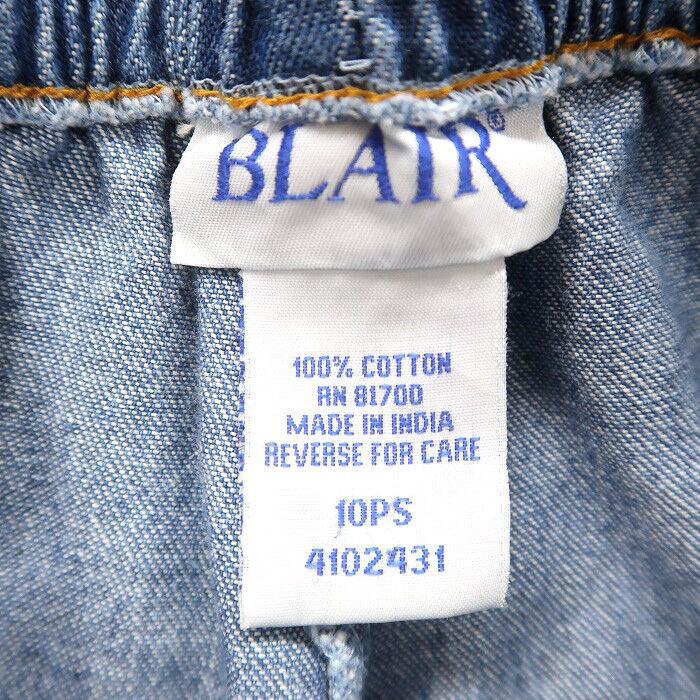 BLAIR®
100% COTTON
RN 81700
MADE IN INDIA
REVERSE FOR CARE
10PS
4102431